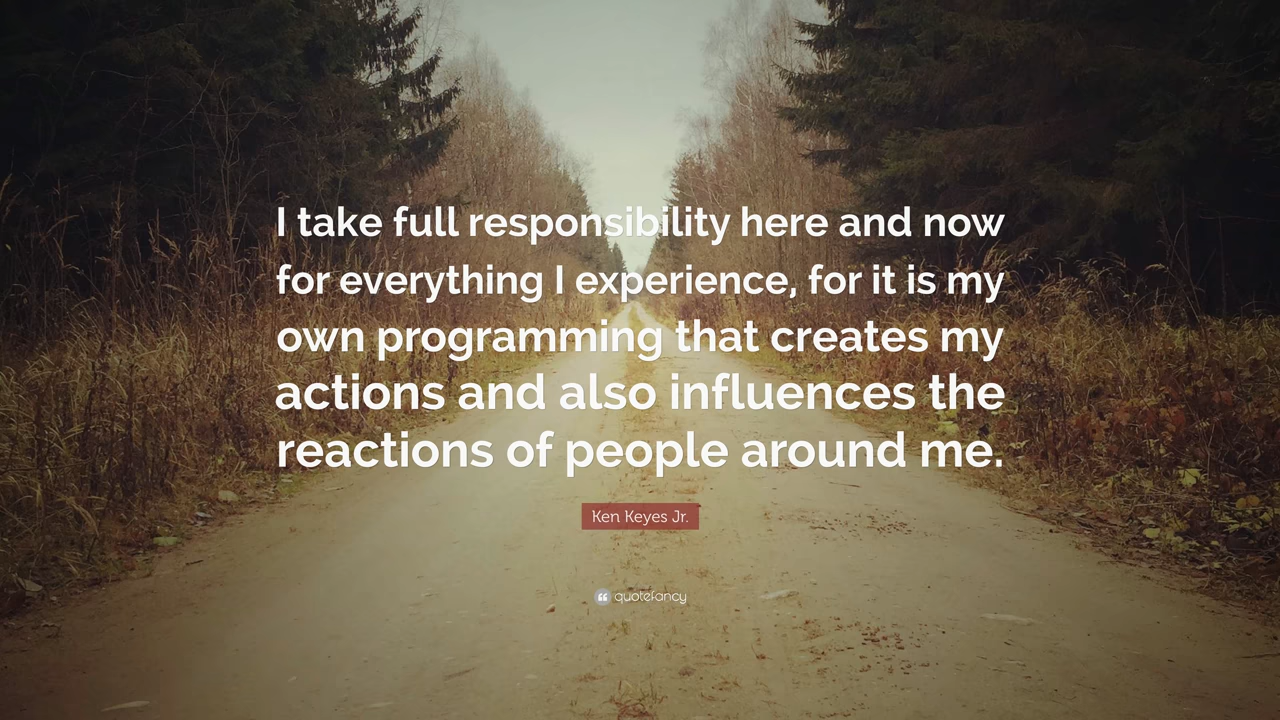 I take full responsibility here and now
for everything I experience, for it is my
own programming that creates my
actions and also influences the
reactions of people around me.
Ken Keyes Jr.
quotefancy